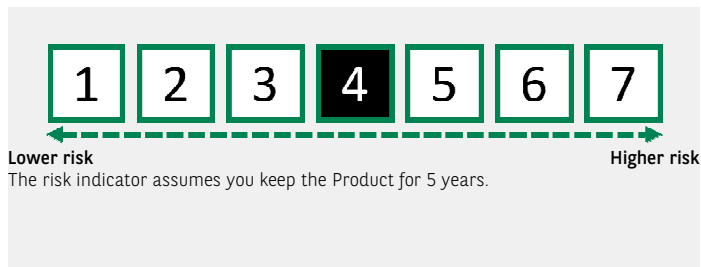 1 2 3 4 5 6 7
Lower risk Higher risk
The risk indicator assumes you keep the Product for 5 years.